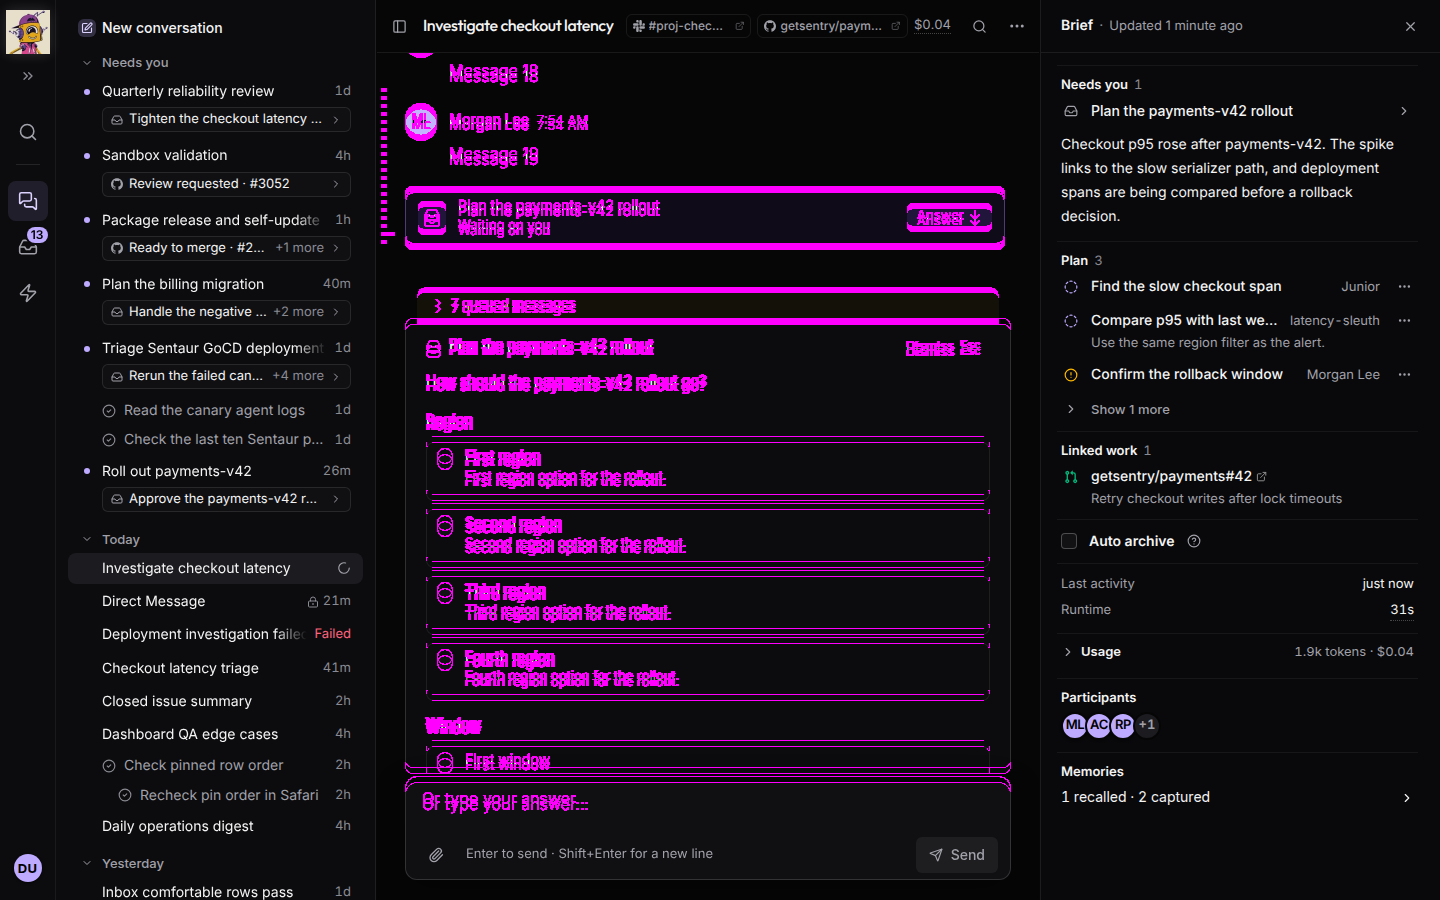 New conversation
Needs you
Quarterly reliability review 1d
Tighten the checkout latency ...
Sandbox validation 4h
Review requested · #3052
Package release and self-update 1h
Ready to merge · #2... +1 more
Plan the billing migration 40m
Handle the negative ... +2 more
Triage Sentaur GoCD deployment 1d
Rerun the failed can... +4 more
Read the canary agent logs 1d
Check the last ten Sentaur p... 1d
Roll out payments-v42 26m
Approve the payments-v42 r...
Today
Investigate checkout latency
Direct Message 21m
Deployment investigation failed Failed
Checkout latency triage 41m
Closed issue summary 2h
Dashboard QA edge cases 4h
Check pinned row order 2h
Recheck pin order in Safari 2h
Daily operations digest 4h
Yesterday
Inbox comfortable rows pass 1d
13
DU
Investigate checkout latency #proj-chec... getsentry/paym... $0.04
Message 18
ML Morgan Lee 7:54 AM
Message 19
Plan the payments-v42 rollout
Waiting on you
Answer
7 queued messages
Plan the payments-v42 rollout Dismiss Esc
How should the payments-v42 rollout go?
Region
First region
First region option for the rollout.
Second region
Second region option for the rollout.
Third region
Third region option for the rollout.
Fourth region
Fourth region option for the rollout.
Window
First window
Or type your answer...
Enter to send · Shift+Enter for a new line
Send
Brief · Updated 1 minute ago
Needs you 1
Plan the payments-v42 rollout
Checkout p95 rose after payments-v42. The spike
links to the slow serializer path, and deployment
spans are being compared before a rollback
decision.
Plan 3
Find the slow checkout span Junior
Compare p95 with last we... latency-sleuth
Use the same region filter as the alert.
Confirm the rollback window Morgan Lee
Show 1 more
Linked work 1
getsentry/payments#42
Retry checkout writes after lock timeouts
Auto archive
Last activity just now
Runtime 31s
Usage 1.9k tokens · $0.04
Participants
ML AC RP +1
Memories
1 recalled · 2 captured